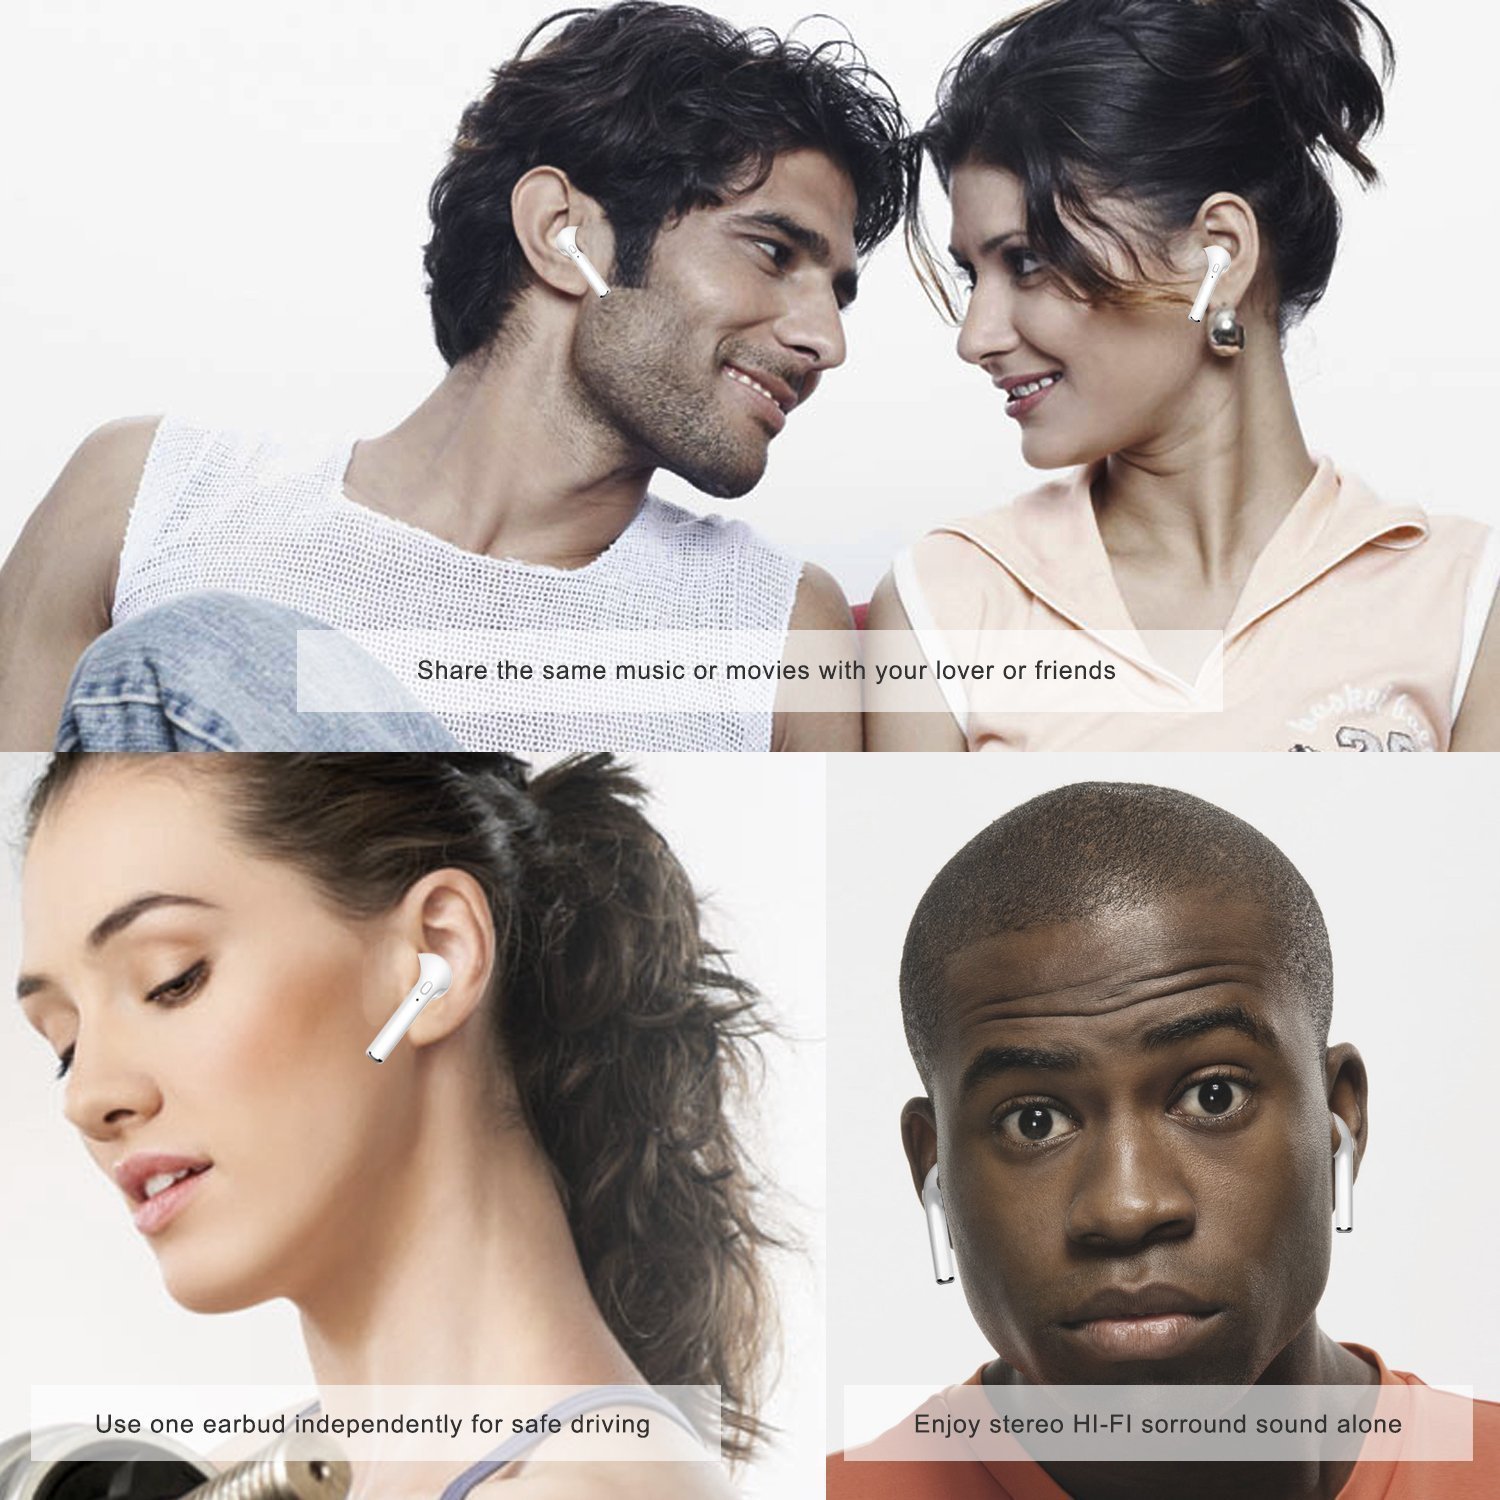 Share the same music or movies with your lover or friends
Use one earbud independently for safe driving
Enjoy stereo HI-FI sorround sound alone